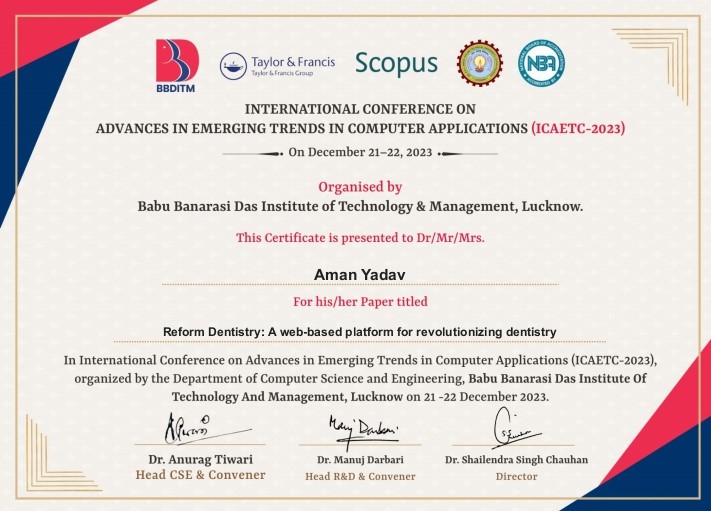 BBDITM
Taylor & Francis
Taylor & Francis Group
Scopus
NBA
INTERNATIONAL CONFERENCE ON
ADVANCES IN EMERGING TRENDS IN COMPUTER APPLICATIONS (ICAETC-2023)
On December 21–22, 2023
Organised by
Babu Banarasi Das Institute of Technology & Management, Lucknow.
This Certificate is presented to Dr/Mr/Mrs.
Aman Yadav
For his/her Paper titled
Reform Dentistry: A web-based platform for revolutionizing dentistry
In International Conference on Advances in Emerging Trends in Computer Applications (ICAETC-2023),
organized by the Department of Computer Science and Engineering, Babu Banarasi Das Institute Of
Technology And Management, Lucknow on 21 -22 December 2023.
Manuj Darbari
Dr. Anurag Tiwari
Dr. Manuj Darbari
Dr. Shailendra Singh Chauhan
Head CSE & Convener
Head R&D & Convener
Director